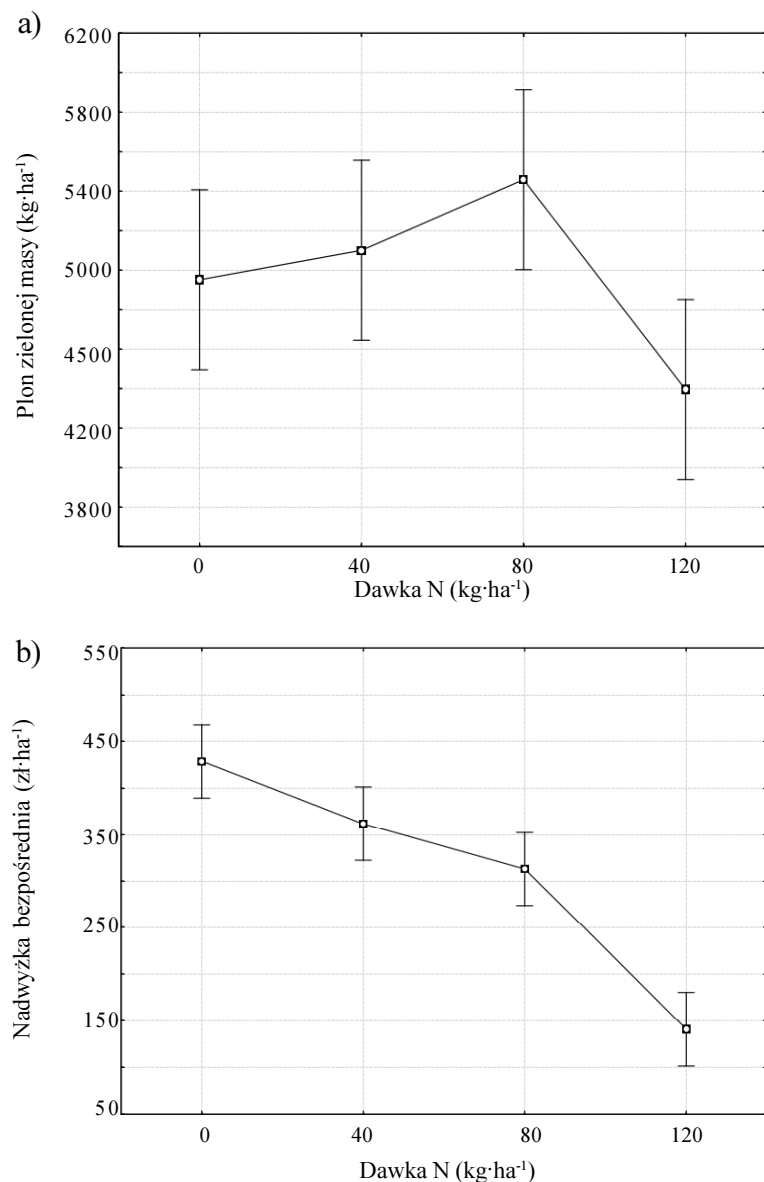 a)
6200
5800
5400
5000
4500
4200
3800
Plon zielonej masy (kg·ha⁻¹)
0 40 80 120
Dawka N (kg·ha⁻¹)
b)
550
450
350
250
150
50
Nadwyżka bezpośrednia (zł·ha⁻¹)
0 40 80 120
Dawka N (kg·ha⁻¹)